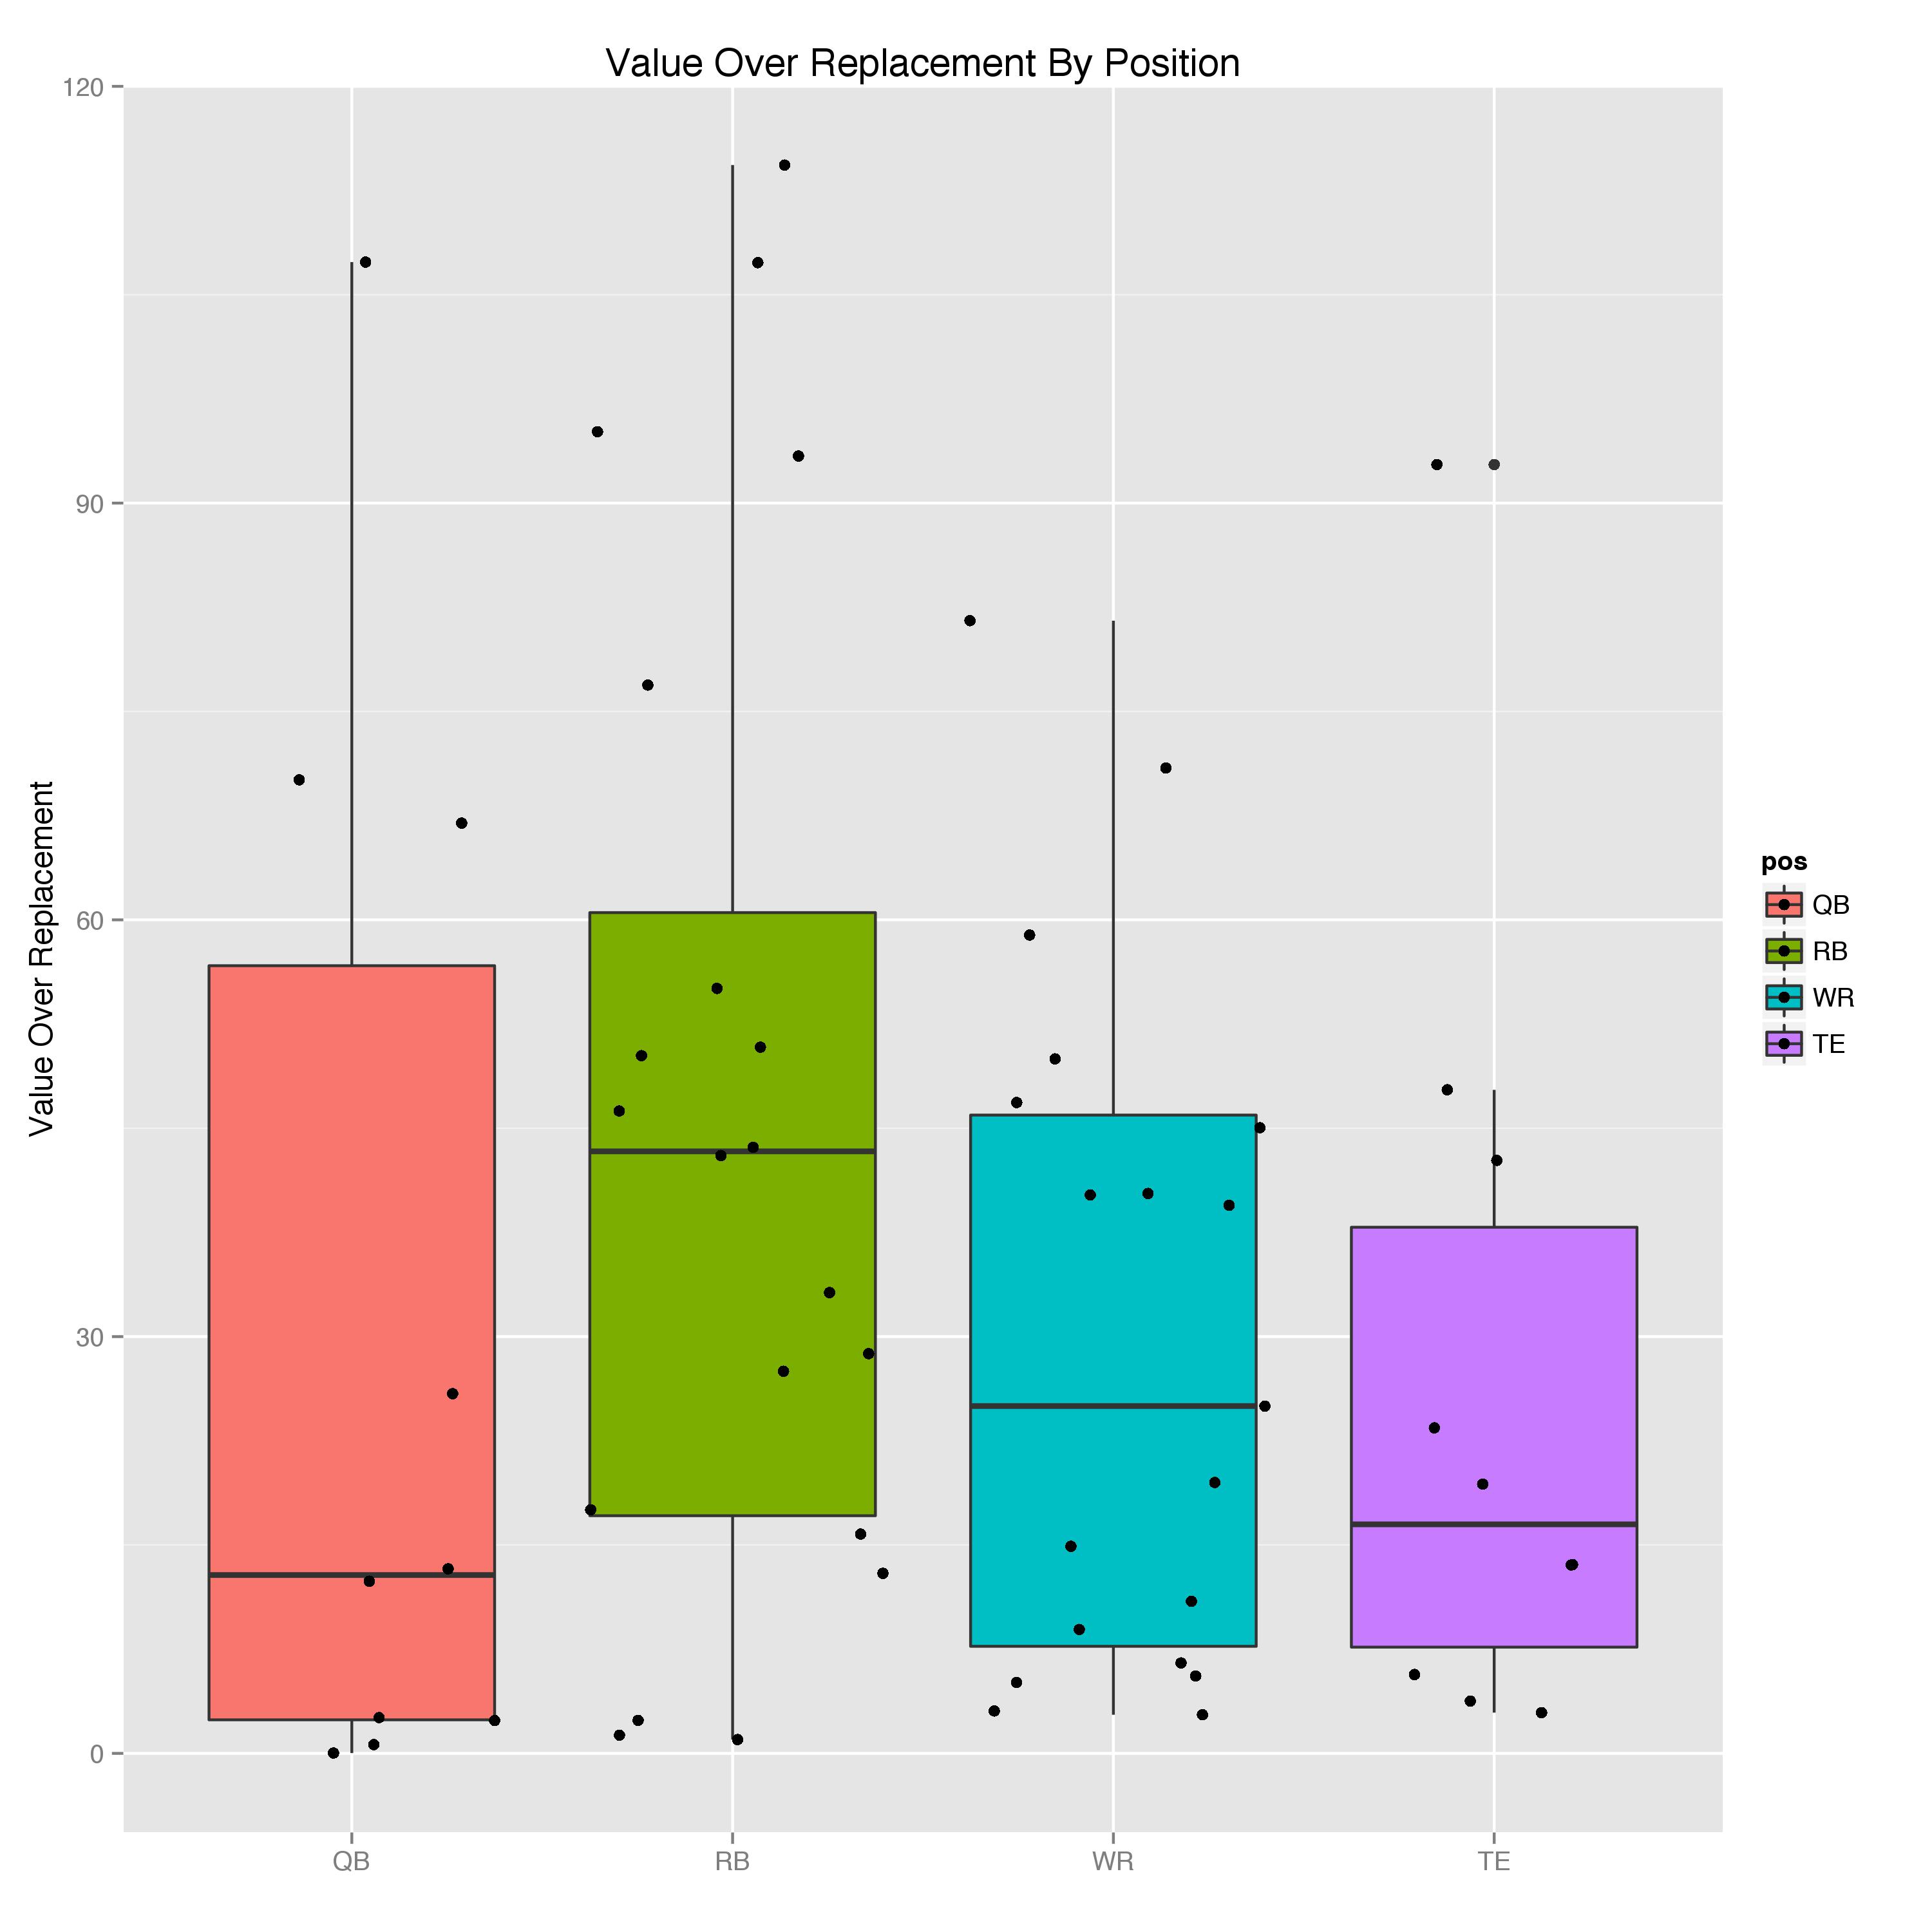 Value Over Replacement By Position
120
90
60
30
0
Value Over Replacement
QB
RB
WR
TE
pos
QB
RB
WR
TE